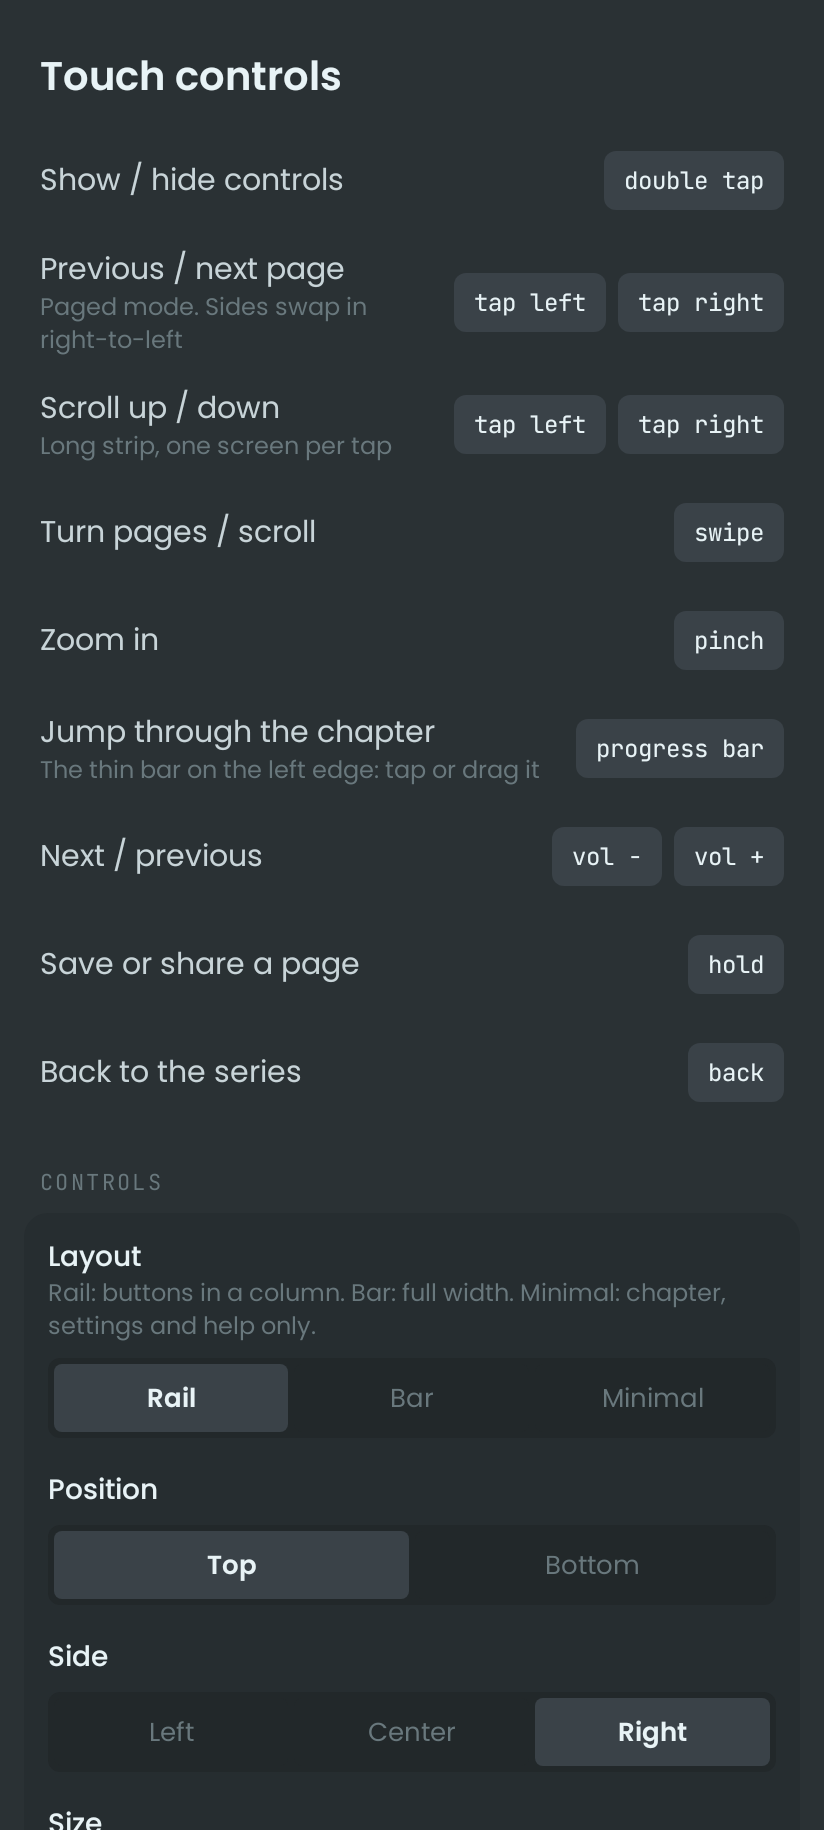 Touch controls
Show / hide controls
double tap
Previous / next page
Paged mode. Sides swap in
right-to-left
tap left
tap right
Scroll up / down
Long strip, one screen per tap
tap left
tap right
Turn pages / scroll
swipe
Zoom in
pinch
Jump through the chapter
The thin bar on the left edge: tap or drag it
progress bar
Next / previous
vol -
vol +
Save or share a page
hold
Back to the series
back
CONTROLS
Layout
Rail: buttons in a column. Bar: full width. Minimal: chapter,
settings and help only.
Rail
Bar
Minimal
Position
Top
Bottom
Side
Left
Center
Right
Size